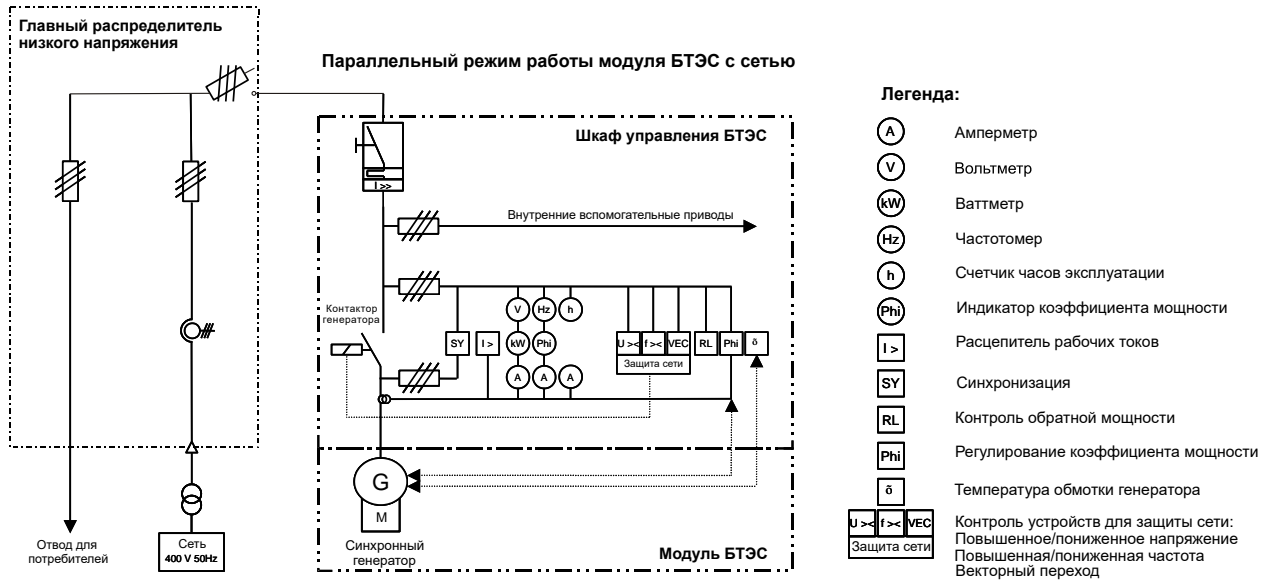 Главный распределитель
низкого напряжения
Параллельный режим работы модуля БТЭС с сетью
Шкаф управления БТЭС
I >>
Внутренние вспомогательные приводы
Контактор
генератора
V
Hz
h
SY
I >
kW
Phi
U ><
f ><
VEC
RL
Phi
õ
Защита сети
A
A
A
G
M
Синхронный
генератор
Модуль БТЭС
Отвод для
потребителей
Сеть
400 V 50Hz
Легенда:
A
Амперметр
V
Вольтметр
kW
Ваттметр
Hz
Частотомер
h
Счетчик часов эксплуатации
Phi
Индикатор коэффициента мощности
I >
Расцепитель рабочих токов
SY
Синхронизация
RL
Контроль обратной мощности
Phi
Регулирование коэффициента мощности
õ
Температура обмотки генератора
U ><
f ><
VEC
Защита сети
Контроль устройств для защиты сети:
Повышенное/пониженное напряжение
Повышенная/пониженная частота
Векторный переход